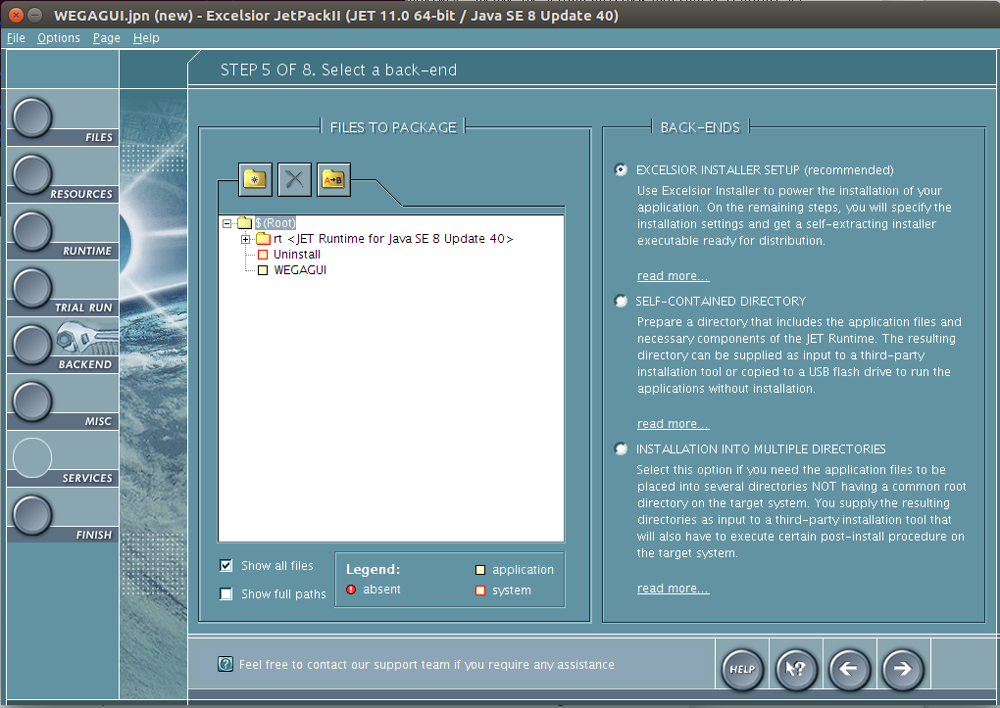 WEGAGUI.jpn (new) - Excelsior JetPackII (JET 11.0 64-bit / Java SE 8 Update 40)
File Options Page Help
STEP 5 OF 8. Select a back-end
FILES
RESOURCES
RUNTIME
TRIAL RUN
BACKEND
MISC
SERVICES
FINISH
FILES TO PACKAGE
A→B
$(Root)
rt <JET Runtime for Java SE 8 Update 40>
Uninstall
WEGAGUI
Show all files
Show full paths
Legend:
absent
application
system
BACK-ENDS
EXCELSIOR INSTALLER SETUP (recommended)
Use Excelsior Installer to power the installation of your
application. On the remaining steps, you will specify the
installation settings and get a self-extracting installer
executable ready for distribution.
read more...
SELF-CONTAINED DIRECTORY
Prepare a directory that includes the application files and
necessary components of the JET Runtime. The resulting
directory can be supplied as input to a third-party
installation tool or copied to a USB flash drive to run the
applications without installation.
read more...
INSTALLATION INTO MULTIPLE DIRECTORIES
Select this option if you need the application files to be
placed into several directories NOT having a common root
directory on the target system. You supply the resulting
directories as input to a third-party installation tool that
will also have to execute certain post-install procedure on
the target system.
read more...
Feel free to contact our support team if you require any assistance
HELP